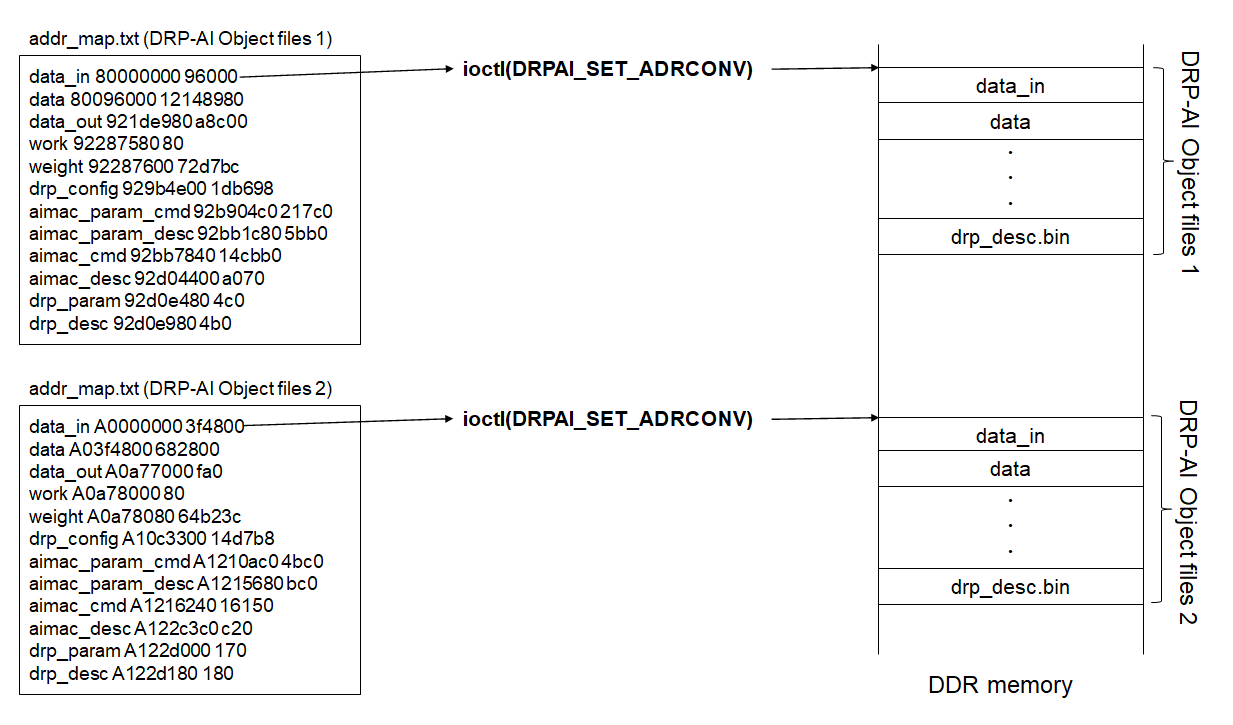 addr_map.txt (DRP-AI Object files 1)
data_in 80000000 96000
data 80096000 12148980
data_out 921de980 a8c00
work 92287580 80
weight 92287600 72d7bc
drp_config 929b4e00 1db698
aimac_param_cmd 92b904c0 217c0
aimac_param_desc 92bb1c80 5bb0
aimac_cmd 92bb7840 14cbb0
aimac_desc 92d04400 a070
drp_param 92d0e480 4c0
drp_desc 92d0e980 4b0
ioctl(DRPAI_SET_ADRCONV)
data_in
data
.
.
.
drp_desc.bin
DRP-AI Object files 1
addr_map.txt (DRP-AI Object files 2)
data_in A0000000 3f4800
data A03f4800 682800
data_out A0a77000 fa0
work A0a78000 80
weight A0a78080 64b23c
drp_config A10c3300 14d7b8
aimac_param_cmd A1210ac0 4bc0
aimac_param_desc A1215680 bc0
aimac_cmd A1216240 16150
aimac_desc A122c3c0 c20
drp_param A122d000 170
drp_desc A122d180 180
ioctl(DRPAI_SET_ADRCONV)
data_in
data
.
.
.
drp_desc.bin
DRP-AI Object files 2
DDR memory